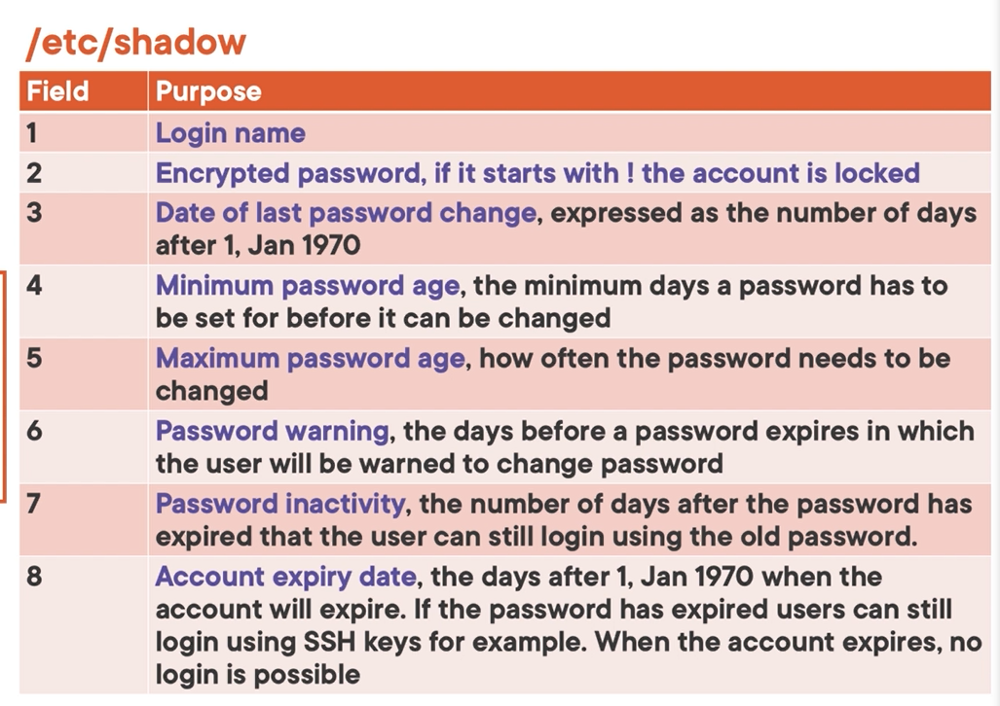 /etc/shadow
Field Purpose
1 Login name
2 Encrypted password, if it starts with ! the account is locked
3 Date of last password change, expressed as the number of days
after 1, Jan 1970
4 Minimum password age, the minimum days a password has to
be set for before it can be changed
5 Maximum password age, how often the password needs to be
changed
6 Password warning, the days before a password expires in which
the user will be warned to change password
7 Password inactivity, the number of days after the password has
expired that the user can still login using the old password.
8 Account expiry date, the days after 1, Jan 1970 when the
account will expire. If the password has expired users can still
login using SSH keys for example. When the account expires, no
login is possible